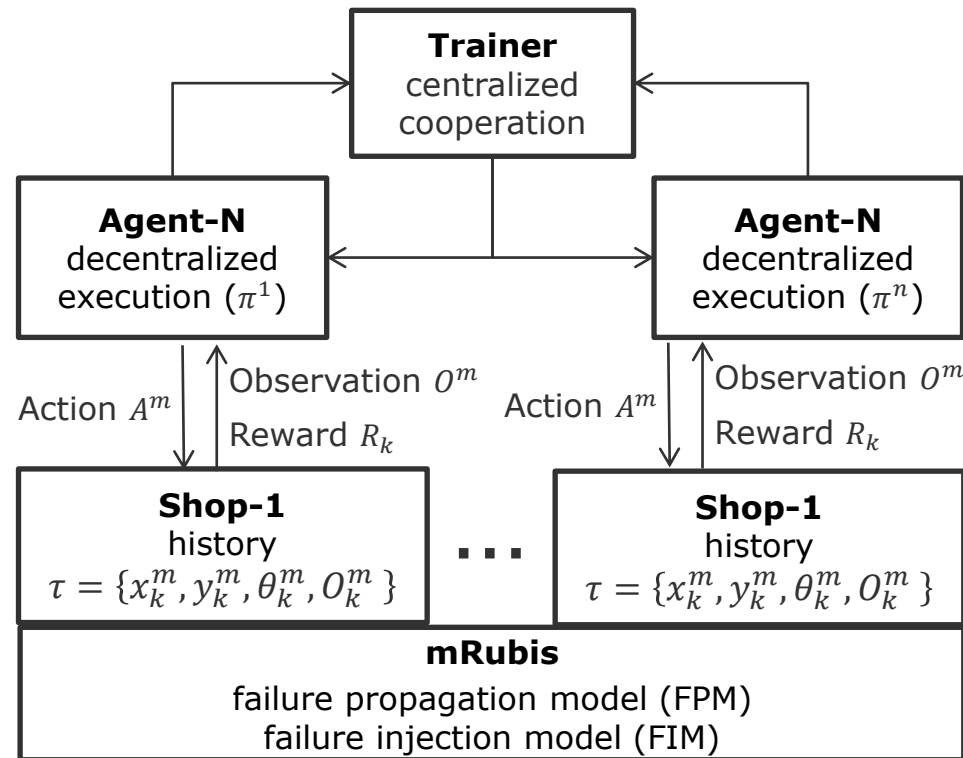 Trainer
centralized
cooperation
Agent-N
decentralized
execution (π¹)
Agent-N
decentralized
execution (πⁿ)
Action Aᵐ
Observation Oᵐ
Reward Rₖ
Action Aᵐ
Observation Oᵐ
Reward Rₖ
Shop-1
history
τ = {xₖᵐ, yₖᵐ, θₖᵐ, Oₖᵐ }
...
Shop-1
history
τ = {xₖᵐ, yₖᵐ, θₖᵐ, Oₖᵐ }
mRubis
failure propagation model (FPM)
failure injection model (FIM)